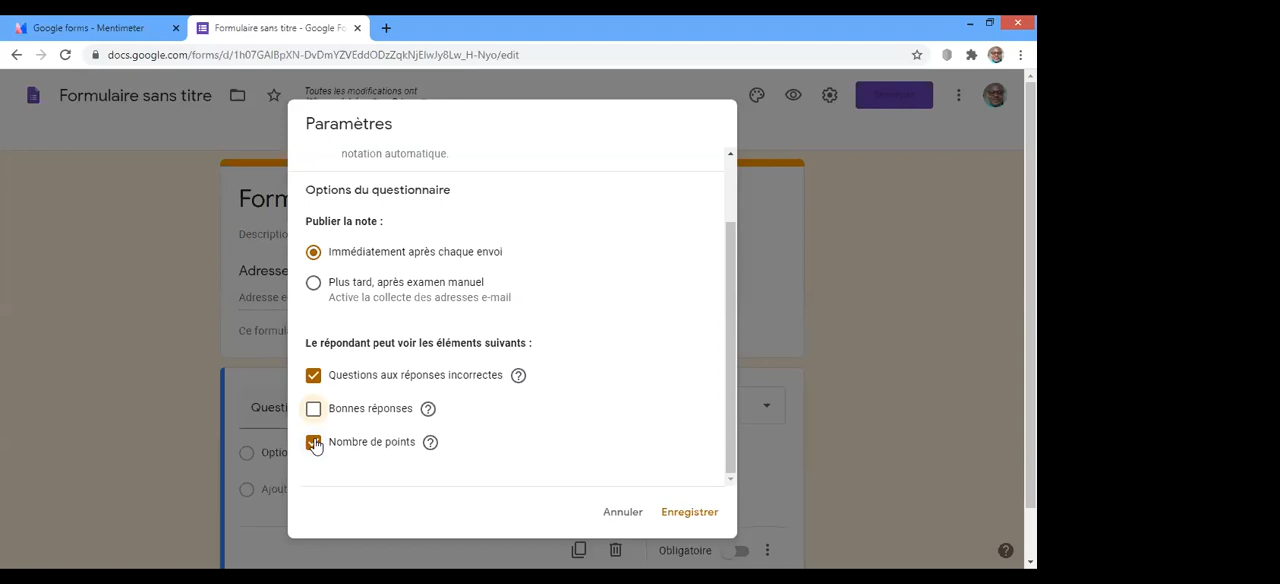 Google forms - Mentimeter
Formulaire sans titre - Google Fo
docs.google.com/forms/d/1h07GAlBpXN-DvDmYZVEddODzZqkNjElwJy8Lw_H-Nyo/edit
Formulaire sans titre
Toutes les modifications ont
Paramètres
notation automatique.
Options du questionnaire
Form
Publier la note :
Descriptio
Immédiatement après chaque envoi
Adresse
Plus tard, après examen manuel
Adresse e
Active la collecte des adresses e-mail
Ce formul
Le répondant peut voir les éléments suivants :
Questions aux réponses incorrectes
Questi
Bonnes réponses
Nombre de points
Optio
Ajout
Annuler
Enregistrer
Obligatoire